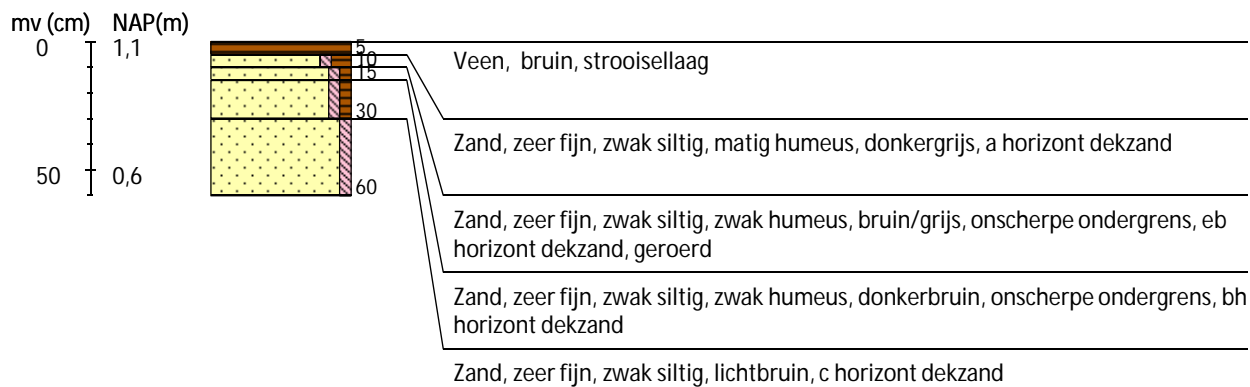 mv (cm) NAP(m)
0 1,1
5
10
15
30
50 0,6
60
Veen, bruin, strooisellaag
Zand, zeer fijn, zwak siltig, matig humeus, donkergrijs, a horizont dekzand
Zand, zeer fijn, zwak siltig, zwak humeus, bruin/grijs, onscherpe ondergrens, eb
horizont dekzand, geroerd
Zand, zeer fijn, zwak siltig, zwak humeus, donkerbruin, onscherpe ondergrens, bh
horizont dekzand
Zand, zeer fijn, zwak siltig, lichtbruin, c horizont dekzand